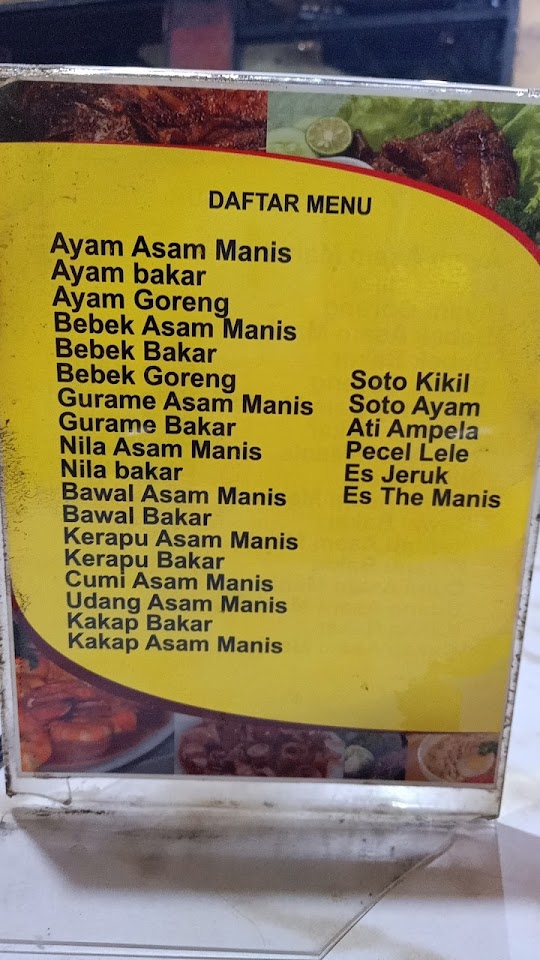 DAFTAR MENU
Ayam Asam Manis
Ayam bakar
Ayam Goreng
Bebek Asam Manis
Bebek Bakar
Bebek Goreng
Gurame Asam Manis
Gurame Bakar
Nila Asam Manis
Nila bakar
Bawal Asam Manis
Bawal Bakar
Kerapu Asam Manis
Kerapu Bakar
Cumi Asam Manis
Udang Asam Manis
Kakap Bakar
Kakap Asam Manis
Soto Kikil
Soto Ayam
Ati Ampela
Pecel Lele
Es Jeruk
Es The Manis